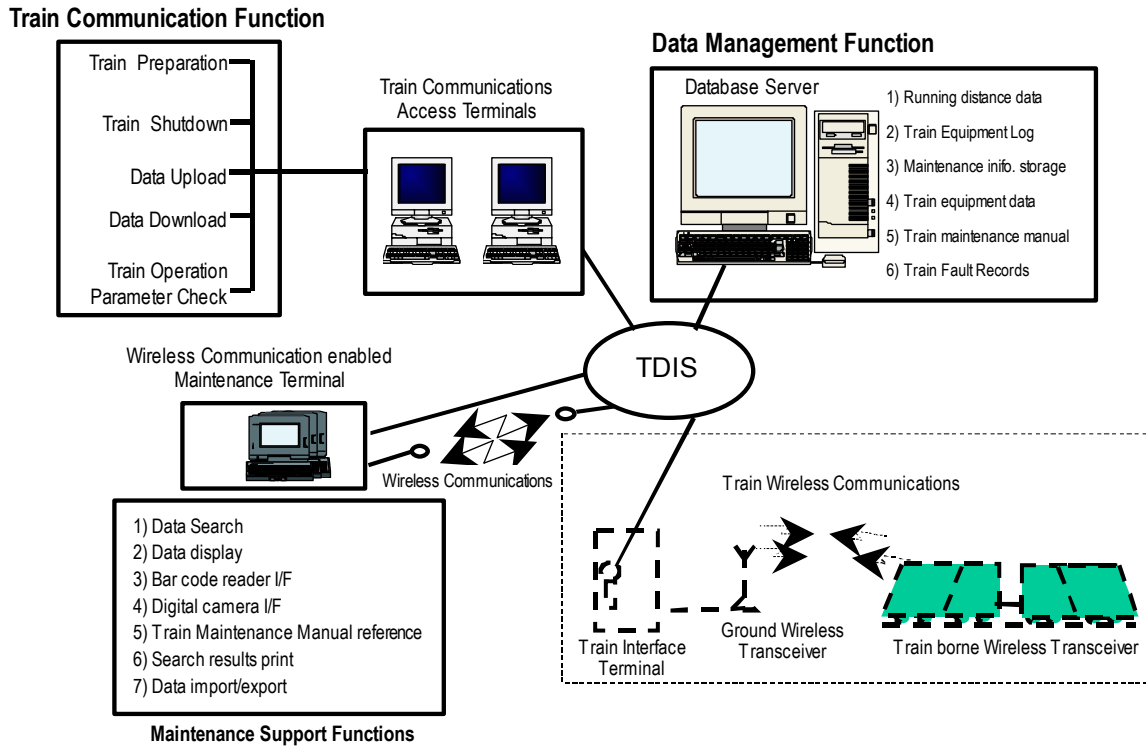 Train Communication Function
Train Preparation
Train Shutdown
Data Upload
Data Download
Train Operation
Parameter Check
Train Communications
Access Terminals
Data Management Function
Database Server
1) Running distance data
2) Train Equipment Log
3) Maintenance info. storage
4) Train equipment data
5) Train maintenance manual
6) Train Fault Records
TDIS
Wireless Communication enabled
Maintenance Terminal
Wireless Communications
1) Data Search
2) Data display
3) Bar code reader I/F
4) Digital camera I/F
5) Train Maintenance Manual reference
6) Search results print
7) Data import/export
Maintenance Support Functions
Train Wireless Communications
Train Interface
Terminal
Ground Wireless
Transceiver
Train borne Wireless Transceiver